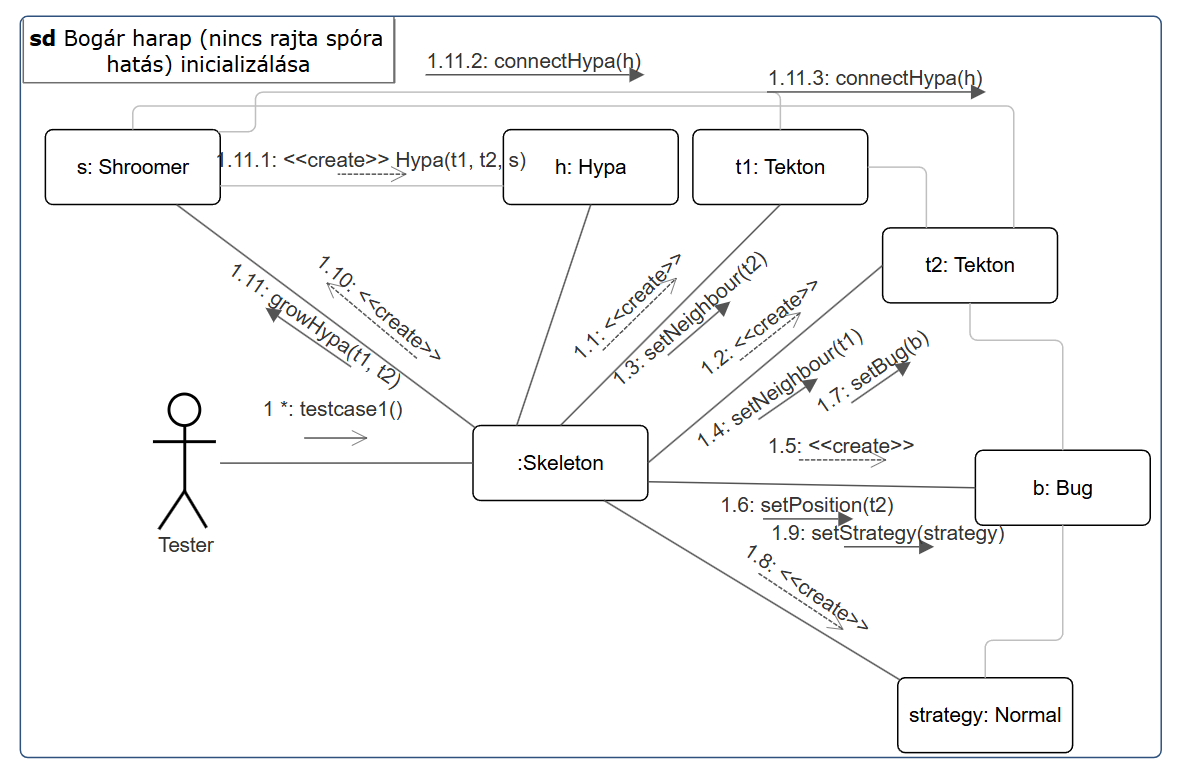 sd Bogár harap (nincs rajta spóra
hatás) inicializálása
1.11.2: connectHypa(h)
1.11.3: connectHypa(h)
s: Shroomer
1.11.1: <<create>> Hypa(t1, t2, s)
h: Hypa
t1: Tekton
t2: Tekton
1.10: <<create>>
1.11: growHypa(t1, t2)
1.1: <<create>>
1.3: setNeighbour(t2)
1.2: <<create>>
1.4: setNeighbour(t1)
1.7: setBug(b)
1 *: testcase1()
1.5: <<create>>
:Skeleton
b: Bug
1.6: setPosition(t2)
1.9: setStrategy(strategy)
Tester
1.8: <<create>>
strategy: Normal